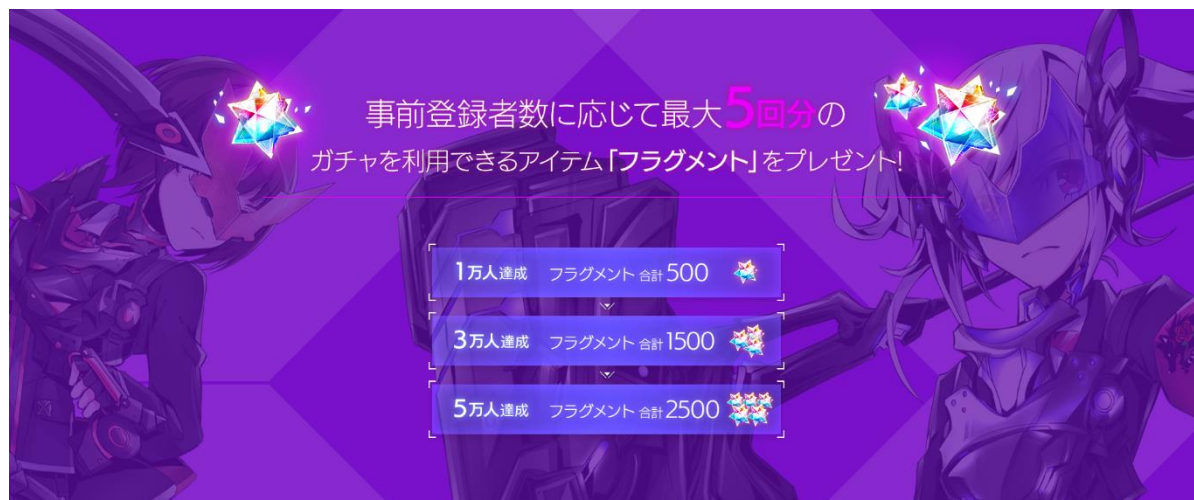 事前登録者数に応じて最大5回分の
ガチャを利用できるアイテム「フラグメント」をプレゼント!
1万人達成 フラグメント 合計500
3万人達成 フラグメント 合計1500
5万人達成 フラグメント 合計2500